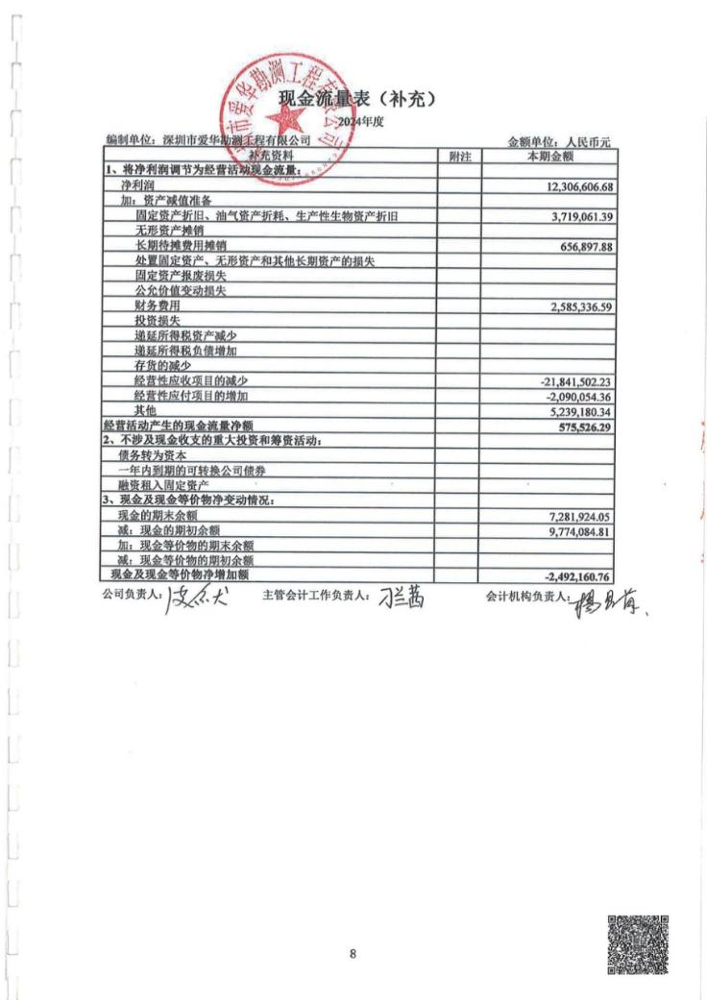 现金流量表（补充）
2024年度
编制单位：深圳市爱华勘测工程有限公司 金额单位：人民币元
补充资料 附注 本期金额
1、将净利润调节为经营活动现金流量：
净利润 12,306,606.68
加：资产减值准备
固定资产折旧、油气资产折耗、生产性生物资产折旧 3,719,061.39
无形资产摊销
长期待摊费用摊销 656,897.88
处置固定资产、无形资产和其他长期资产的损失
固定资产报废损失
公允价值变动损失
财务费用 2,585,336.59
投资损失
递延所得税资产减少
递延所得税负债增加
存货的减少
经营性应收项目的减少 -21,841,502.23
经营性应付项目的增加 -2,090,054.36
其他 5,239,180.34
经营活动产生的现金流量净额 575,526.29
2、不涉及现金收支的重大投资和筹资活动：
债务转为资本
一年内到期的可转换公司债券
融资租入固定资产
3、现金及现金等价物净变动情况：
现金的期末余额 7,281,924.05
减：现金的期初余额 9,774,084.81
加：现金等价物的期末余额
减：现金等价物的期初余额
现金及现金等价物净增加额 -2,492,160.76
公司负责人： 主管会计工作负责人： 会计机构负责人：
8